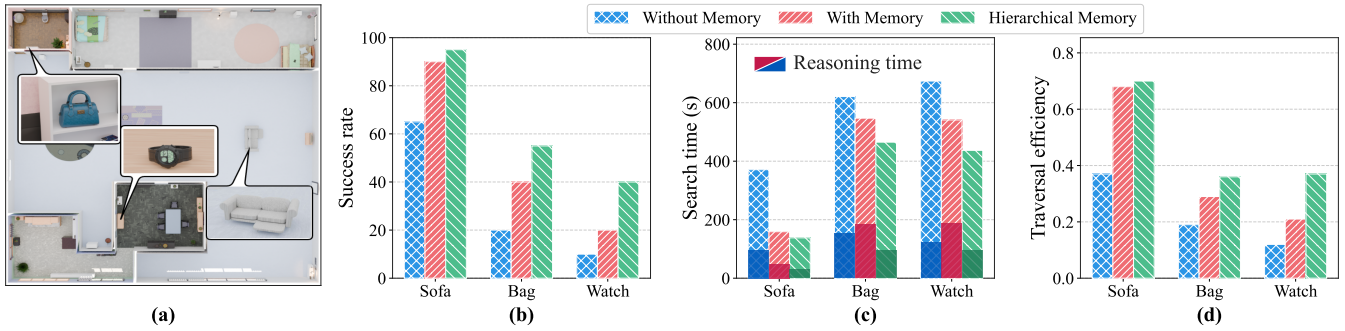 Without Memory
With Memory
Hierarchical Memory
Success rate
100
80
60
40
20
0
Sofa
Bag
Watch
Search time (s)
800
600
400
200
0
Reasoning time
Sofa
Bag
Watch
Traversal efficiency
0.8
0.6
0.4
0.2
0.0
Sofa
Bag
Watch
(a)
(b)
(c)
(d)